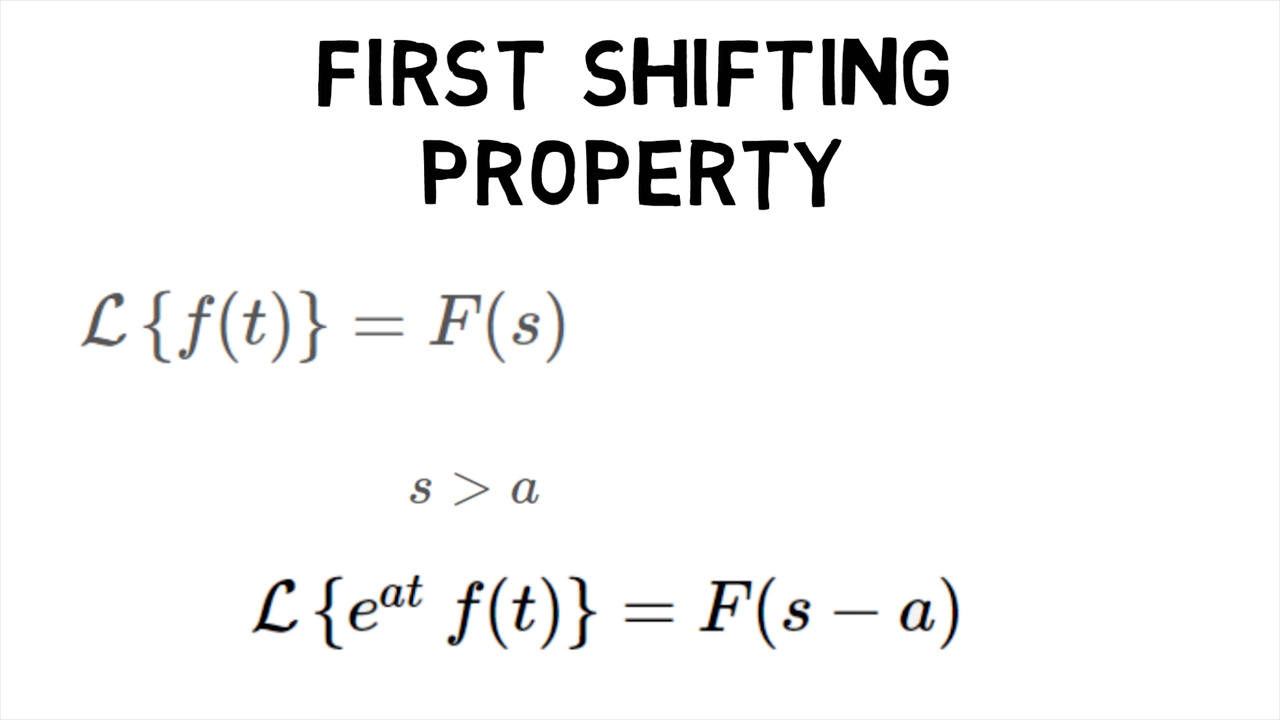 FIRST SHIFTING
PROPERTY
ℒ{f(t)} = F(s)
s > a
ℒ{e^{at} f(t)} = F(s − a)